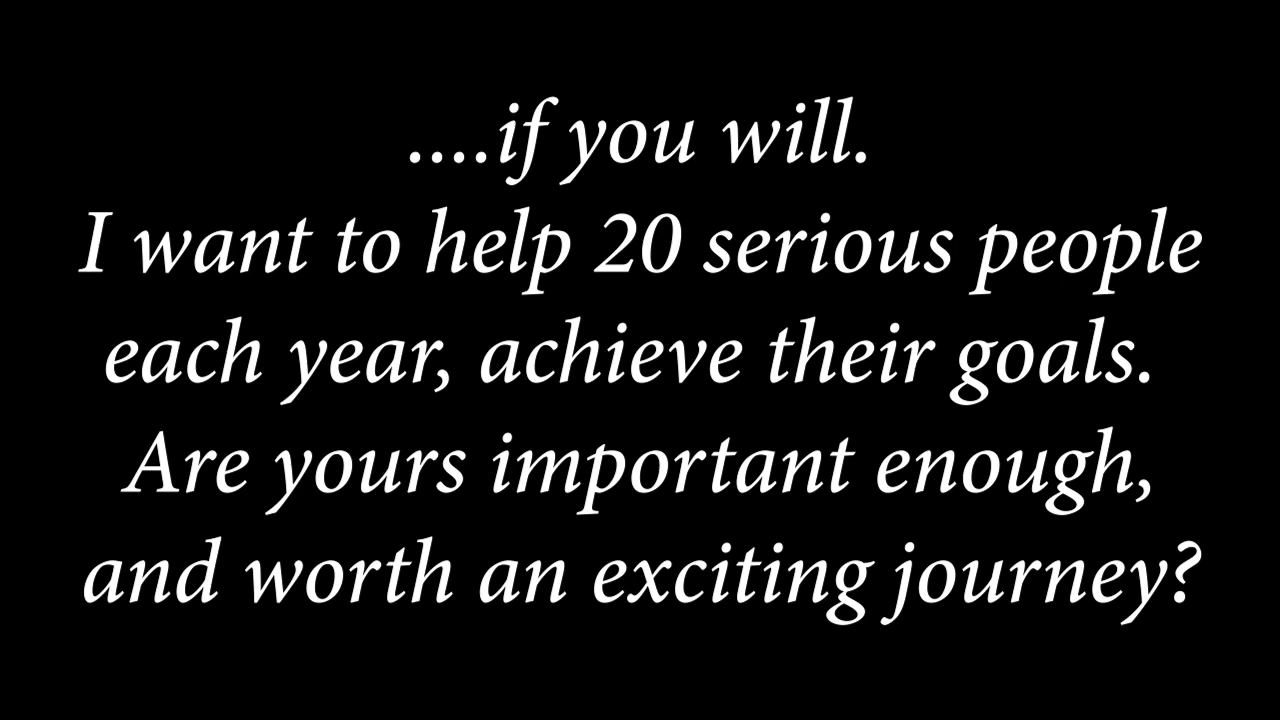 ....if you will.
I want to help 20 serious people
each year, achieve their goals.
Are yours important enough,
and worth an exciting journey?